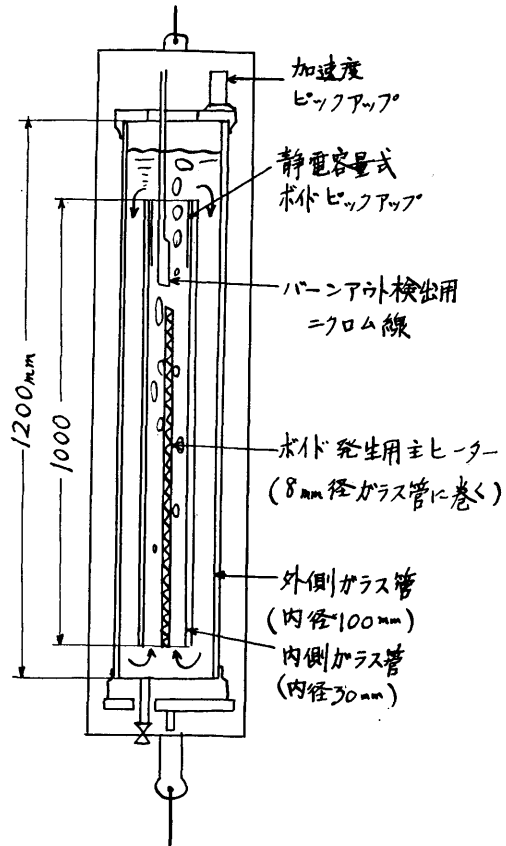 加速度
ピックアップ
静電容量式
ボイドピックアップ
バーンアウト検出用
ニクロム線
ボイド発生用主ヒーター
(8mm径ガラス管に巻く)
外側ガラス管
(内径100mm)
内側ガラス管
(内径30mm)
1200mm
1000